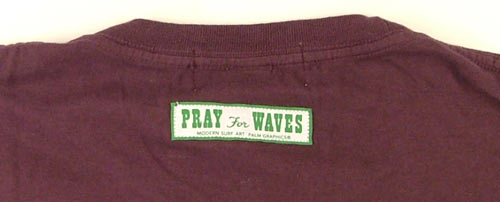 PRAY For WAVES
MODERN SURF ART PALM GRAPHICS®